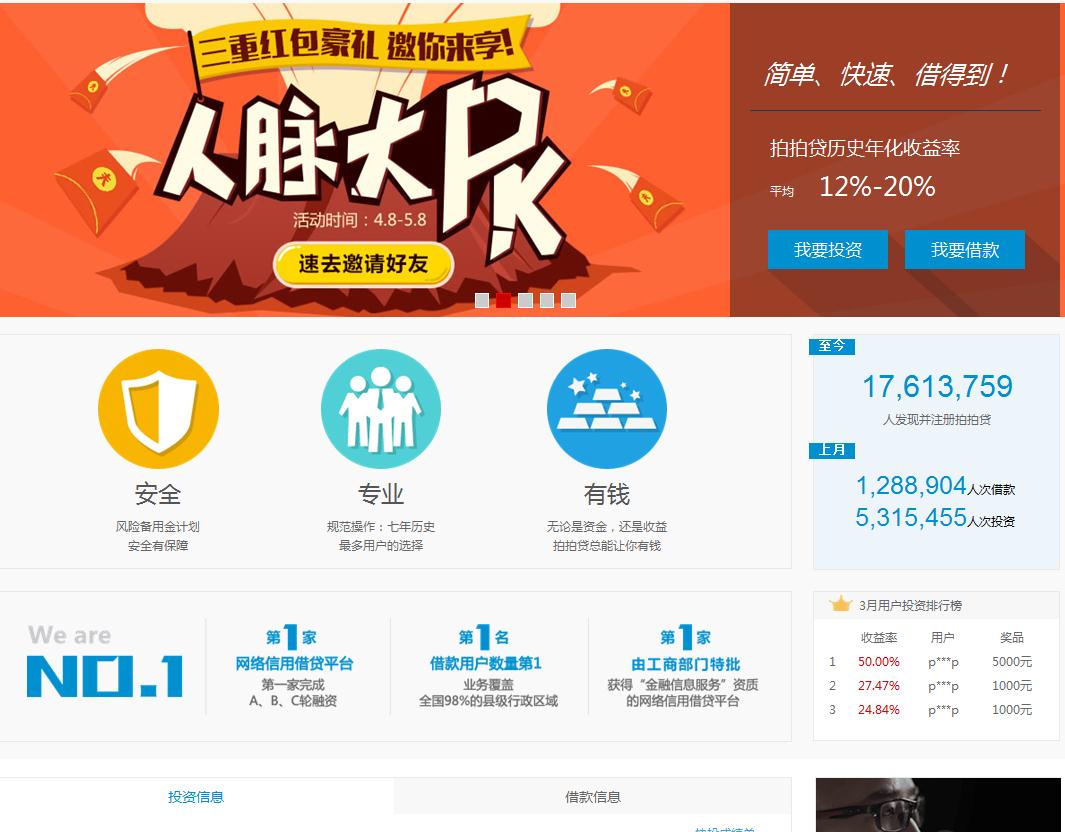 三重红包豪礼 邀你来享!
人脉大PK
活动时间：4.8-5.8
速去邀请好友
简单、快速、借得到！
拍拍贷历史年化收益率
平均 12%-20%
我要投资 我要借款
安全
风险备用金计划
安全有保障
专业
规范操作：七年历史
最多用户的选择
有钱
无论是资金，还是收益
拍拍贷总能让你有钱
至今
17,613,759
人发现并注册拍拍贷
上月
1,288,904人次借款
5,315,455人次投资
We are
NO.1
第1家
网络信用借贷平台
第一家完成
A、B、C轮融资
第1名
借款用户数量第1
业务覆盖
全国98%的县级行政区域
第1家
由工商部门特批
获得“金融信息服务”资质
的网络信用借贷平台
3月用户投资排行榜
收益率 用户 奖品
1 50.00% p***p 5000元
2 27.47% p***p 1000元
3 24.84% p***p 1000元
投资信息 借款信息